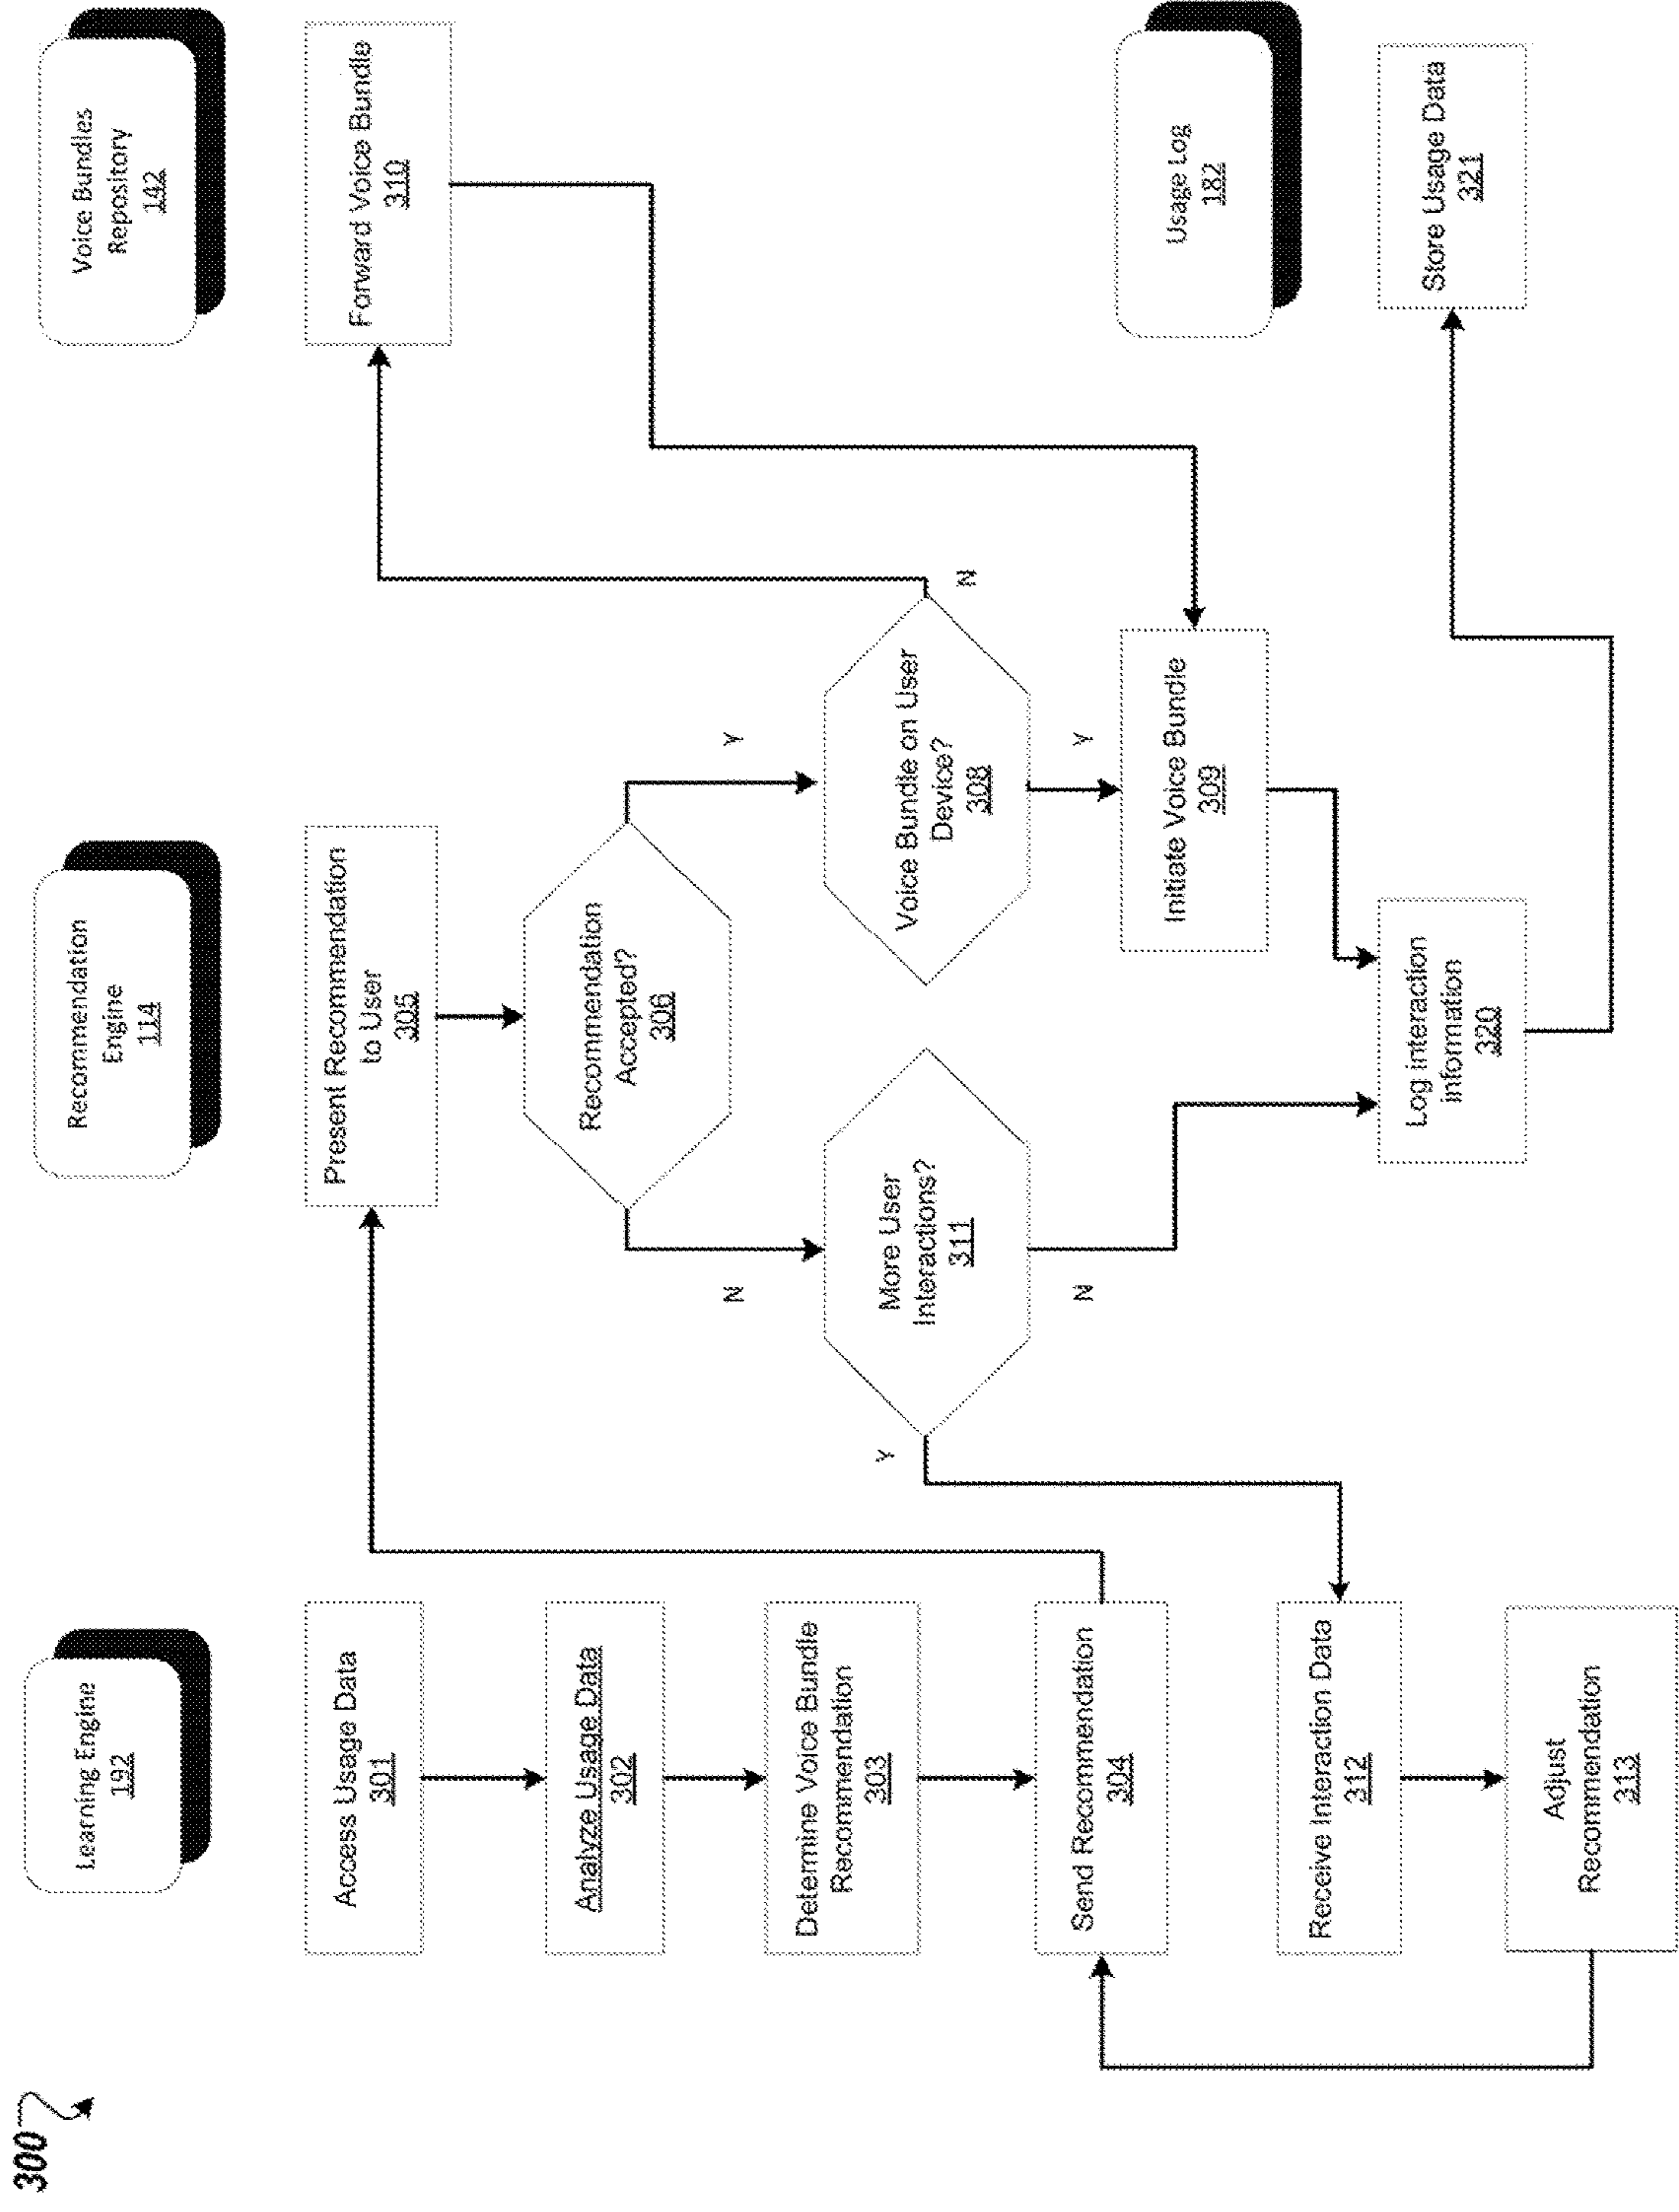 300
Learning Engine
192
Recommendation
Engine
114
Voice Bundles
Repository
142
Access Usage Data
301
Analyze Usage Data
302
Determine Voice Bundle
Recommendation
303
Send Recommendation
304
Receive Interaction Data
312
Adjust
Recommendation
313
Present Recommendation
to User
305
Recommendation
Accepted?
306
N
Y
More User
Interactions?
311
Y
N
Voice Bundle on User
Device?
308
N
Y
Initiate Voice Bundle
309
Log interaction
information
320
Forward Voice Bundle
310
Usage Log
182
Store Usage Data
321